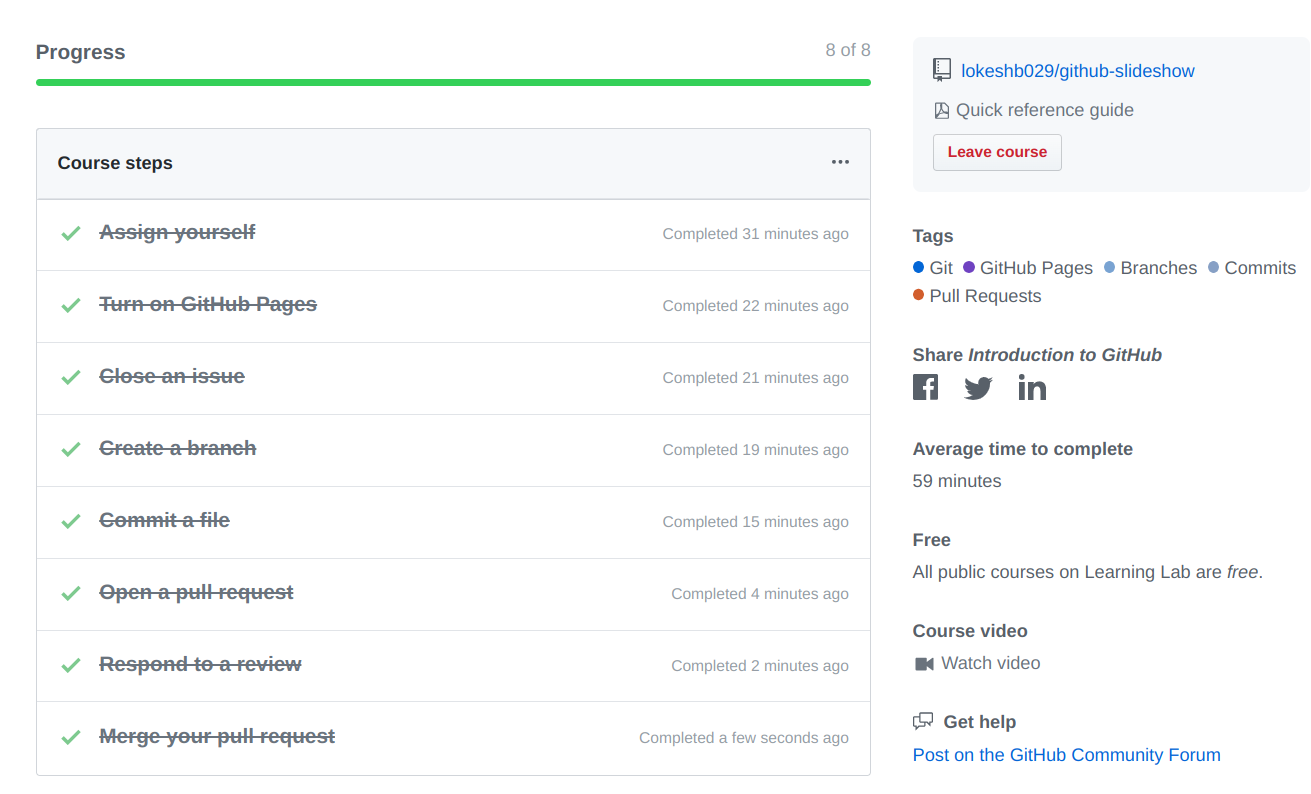 Progress
8 of 8
Course steps
Assign yourself
Completed 31 minutes ago
Turn on GitHub Pages
Completed 22 minutes ago
Close an issue
Completed 21 minutes ago
Create a branch
Completed 19 minutes ago
Commit a file
Completed 15 minutes ago
Open a pull request
Completed 4 minutes ago
Respond to a review
Completed 2 minutes ago
Merge your pull request
Completed a few seconds ago
lokeshb029/github-slideshow
Quick reference guide
Leave course
Tags
Git GitHub Pages Branches Commits
Pull Requests
Share Introduction to GitHub
Average time to complete
59 minutes
Free
All public courses on Learning Lab are free.
Course video
Watch video
Get help
Post on the GitHub Community Forum